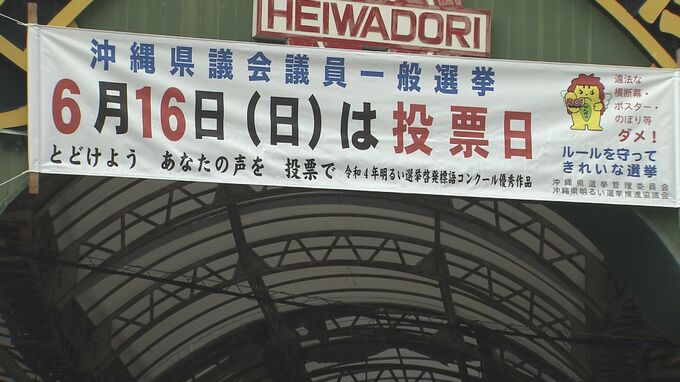 HEIWADORI
沖縄県議会議員一般選挙
6月16日(日)は投票日
とどけよう あなたの声を 投票で 令和4年明るい選挙啓発標語コンクール優秀作品
違法な
横断幕・
ポスター・
のぼり等
ダメ!
ルールを守って
きれいな選挙
沖縄県選挙管理委員会
沖縄県明るい選挙推進協議会